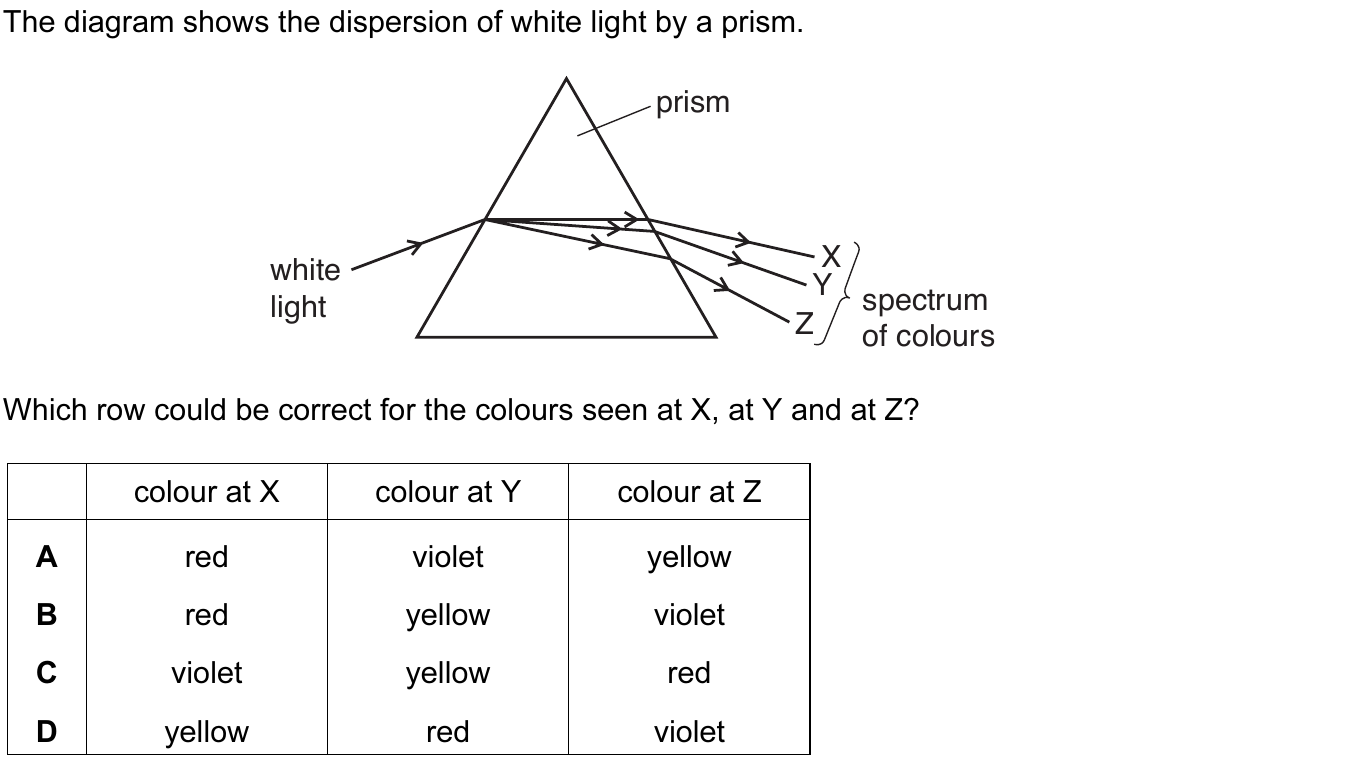 The diagram shows the dispersion of white light by a prism.
prism
white
light
X
Y
Z
spectrum
of colours
Which row could be correct for the colours seen at X, at Y and at Z?
colour at X colour at Y colour at Z
A red violet yellow
B red yellow violet
C violet yellow red
D yellow red violet